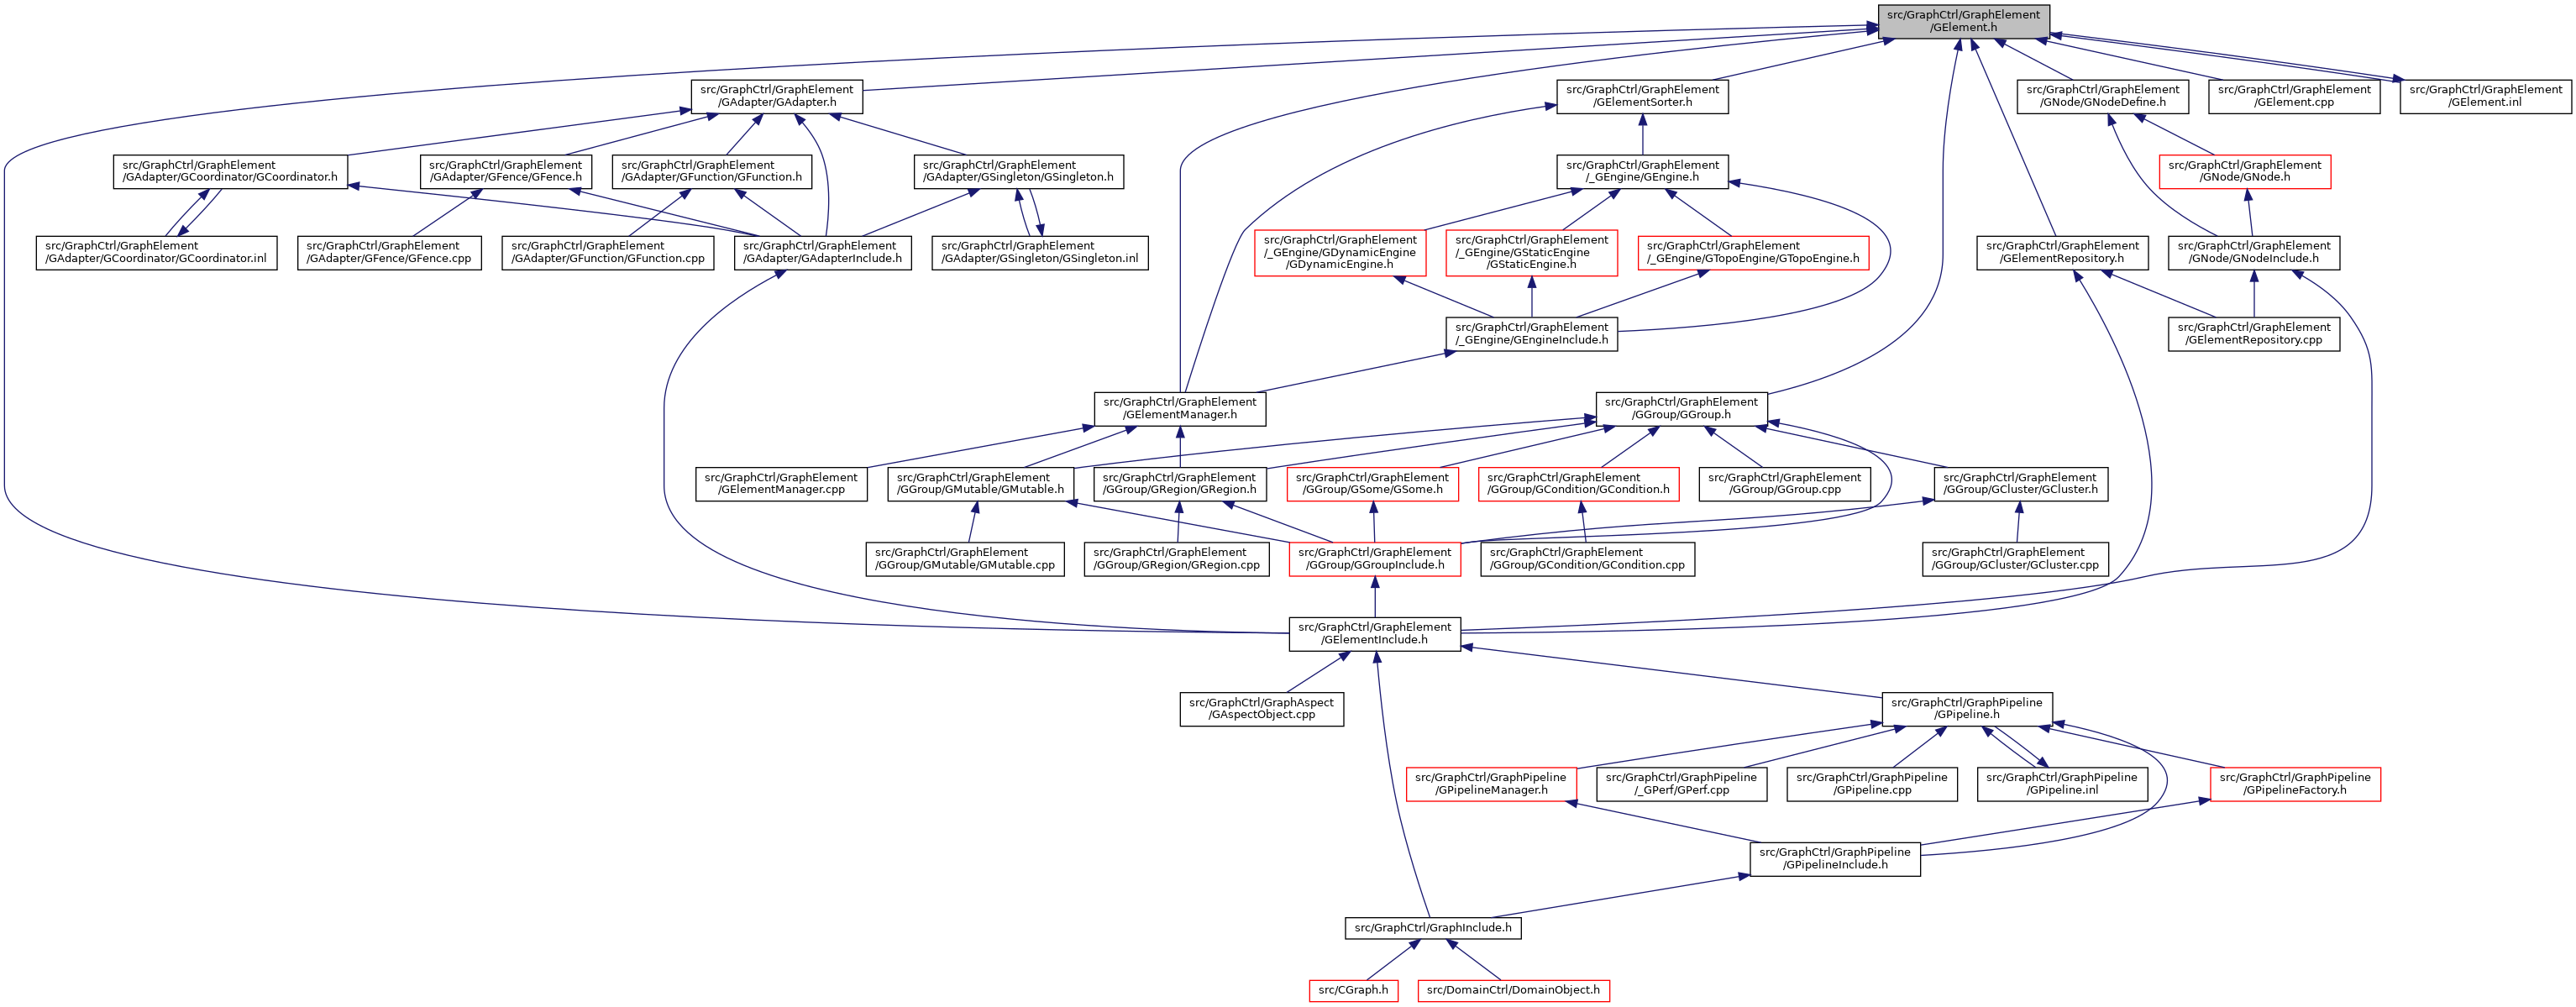 src/GraphCtrl/GraphElement
/GElement.h
src/GraphCtrl/GraphElement
/GAdapter/GAdapter.h
src/GraphCtrl/GraphElement
/GElementSorter.h
src/GraphCtrl/GraphElement
/GNode/GNodeDefine.h
src/GraphCtrl/GraphElement
/GElement.cpp
src/GraphCtrl/GraphElement
/GElement.inl
src/GraphCtrl/GraphElement
/GAdapter/GCoordinator/GCoordinator.h
src/GraphCtrl/GraphElement
/GAdapter/GFence/GFence.h
src/GraphCtrl/GraphElement
/GAdapter/GFunction/GFunction.h
src/GraphCtrl/GraphElement
/GAdapter/GSingleton/GSingleton.h
src/GraphCtrl/GraphElement
/_GEngine/GEngine.h
src/GraphCtrl/GraphElement
/GNode/GNode.h
src/GraphCtrl/GraphElement
/GAdapter/GCoordinator/GCoordinator.inl
src/GraphCtrl/GraphElement
/GAdapter/GFence/GFence.cpp
src/GraphCtrl/GraphElement
/GAdapter/GFunction/GFunction.cpp
src/GraphCtrl/GraphElement
/GAdapter/GAdapterInclude.h
src/GraphCtrl/GraphElement
/GAdapter/GSingleton/GSingleton.inl
src/GraphCtrl/GraphElement
/_GEngine/GDynamicEngine
/GDynamicEngine.h
src/GraphCtrl/GraphElement
/_GEngine/GStaticEngine
/GStaticEngine.h
src/GraphCtrl/GraphElement
/_GEngine/GTopoEngine/GTopoEngine.h
src/GraphCtrl/GraphElement
/GElementRepository.h
src/GraphCtrl/GraphElement
/GNode/GNodeInclude.h
src/GraphCtrl/GraphElement
/_GEngine/GEngineInclude.h
src/GraphCtrl/GraphElement
/GElementRepository.cpp
src/GraphCtrl/GraphElement
/GElementManager.h
src/GraphCtrl/GraphElement
/GGroup/GGroup.h
src/GraphCtrl/GraphElement
/GElementManager.cpp
src/GraphCtrl/GraphElement
/GGroup/GMutable/GMutable.h
src/GraphCtrl/GraphElement
/GGroup/GRegion/GRegion.h
src/GraphCtrl/GraphElement
/GGroup/GSome/GSome.h
src/GraphCtrl/GraphElement
/GGroup/GCondition/GCondition.h
src/GraphCtrl/GraphElement
/GGroup/GGroup.cpp
src/GraphCtrl/GraphElement
/GGroup/GCluster/GCluster.h
src/GraphCtrl/GraphElement
/GGroup/GMutable/GMutable.cpp
src/GraphCtrl/GraphElement
/GGroup/GRegion/GRegion.cpp
src/GraphCtrl/GraphElement
/GGroup/GGroupInclude.h
src/GraphCtrl/GraphElement
/GGroup/GCondition/GCondition.cpp
src/GraphCtrl/GraphElement
/GGroup/GCluster/GCluster.cpp
src/GraphCtrl/GraphElement
/GElementInclude.h
src/GraphCtrl/GraphAspect
/GAspectObject.cpp
src/GraphCtrl/GraphPipeline
/GPipeline.h
src/GraphCtrl/GraphPipeline
/GPipelineManager.h
src/GraphCtrl/GraphPipeline
/_GPerf/GPerf.cpp
src/GraphCtrl/GraphPipeline
/GPipeline.cpp
src/GraphCtrl/GraphPipeline
/GPipeline.inl
src/GraphCtrl/GraphPipeline
/GPipelineFactory.h
src/GraphCtrl/GraphPipeline
/GPipelineInclude.h
src/GraphCtrl/GraphInclude.h
src/CGraph.h
src/DomainCtrl/DomainObject.h